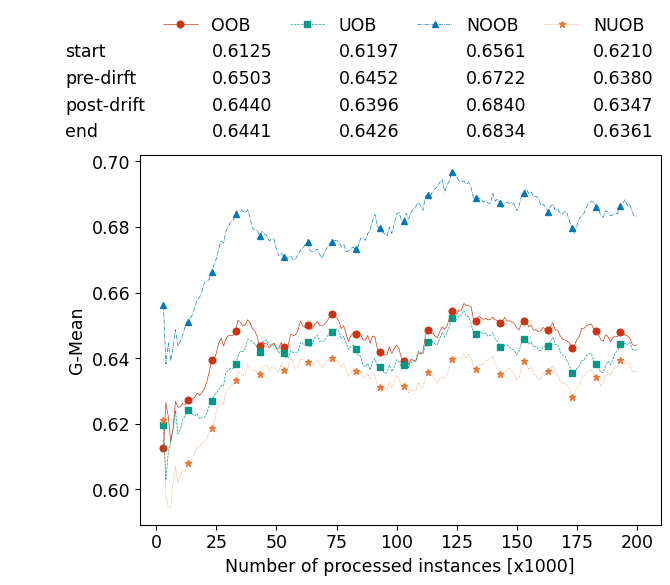 OOB UOB NOOB NUOB
start 0.6125 0.6197 0.6561 0.6210
pre-dirft 0.6503 0.6452 0.6722 0.6380
post-drift 0.6440 0.6396 0.6840 0.6347
end 0.6441 0.6426 0.6834 0.6361
0.70
0.68
0.66
0.64
0.62
0.60
G-Mean
0 25 50 75 100 125 150 175 200
Number of processed instances [x1000]